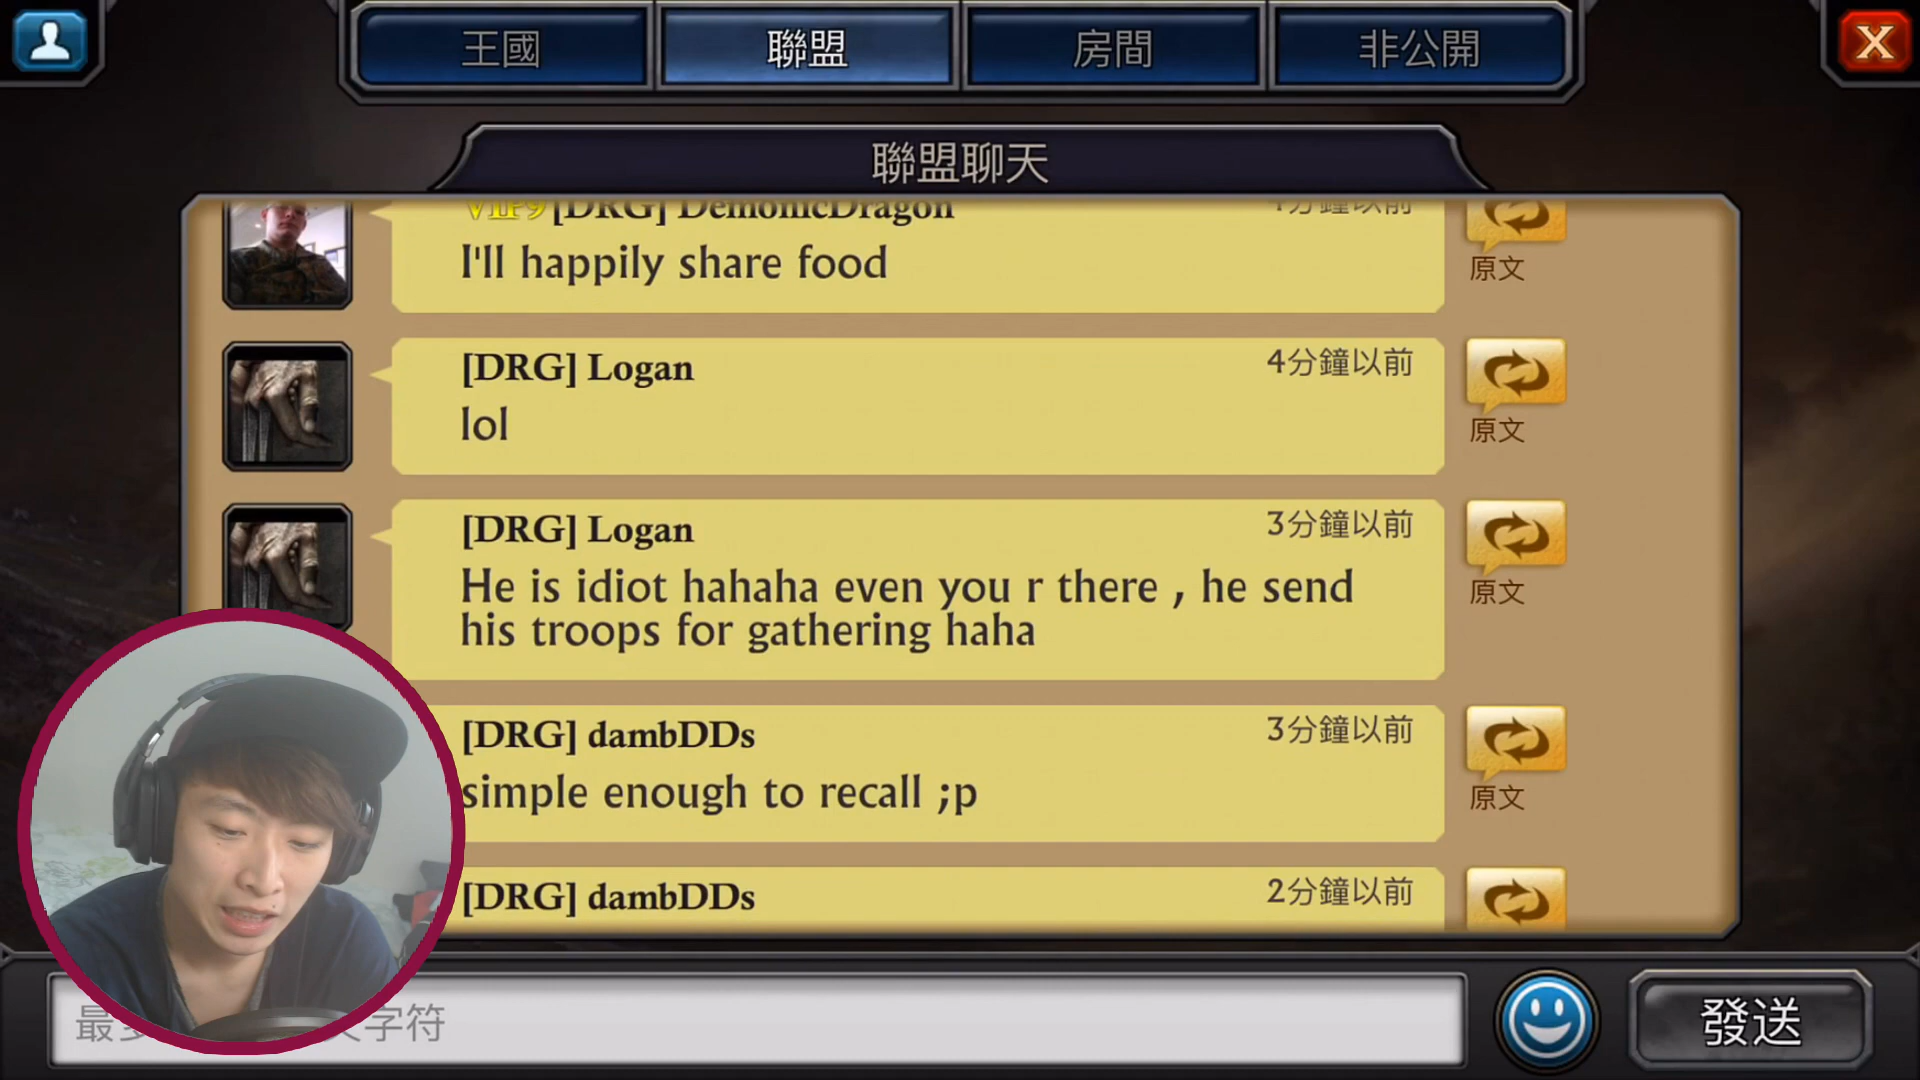 王國
聯盟
房間
非公開
聯盟聊天
VIP9 [DRG] DemonicDragon
I'll happily share food
原文
[DRG] Logan
4分鐘以前
lol
原文
[DRG] Logan
3分鐘以前
He is idiot hahaha even you r there , he send
his troops for gathering haha
原文
[DRG] dambDDs
3分鐘以前
simple enough to recall ;p
原文
[DRG] dambDDs
2分鐘以前
字符
發送